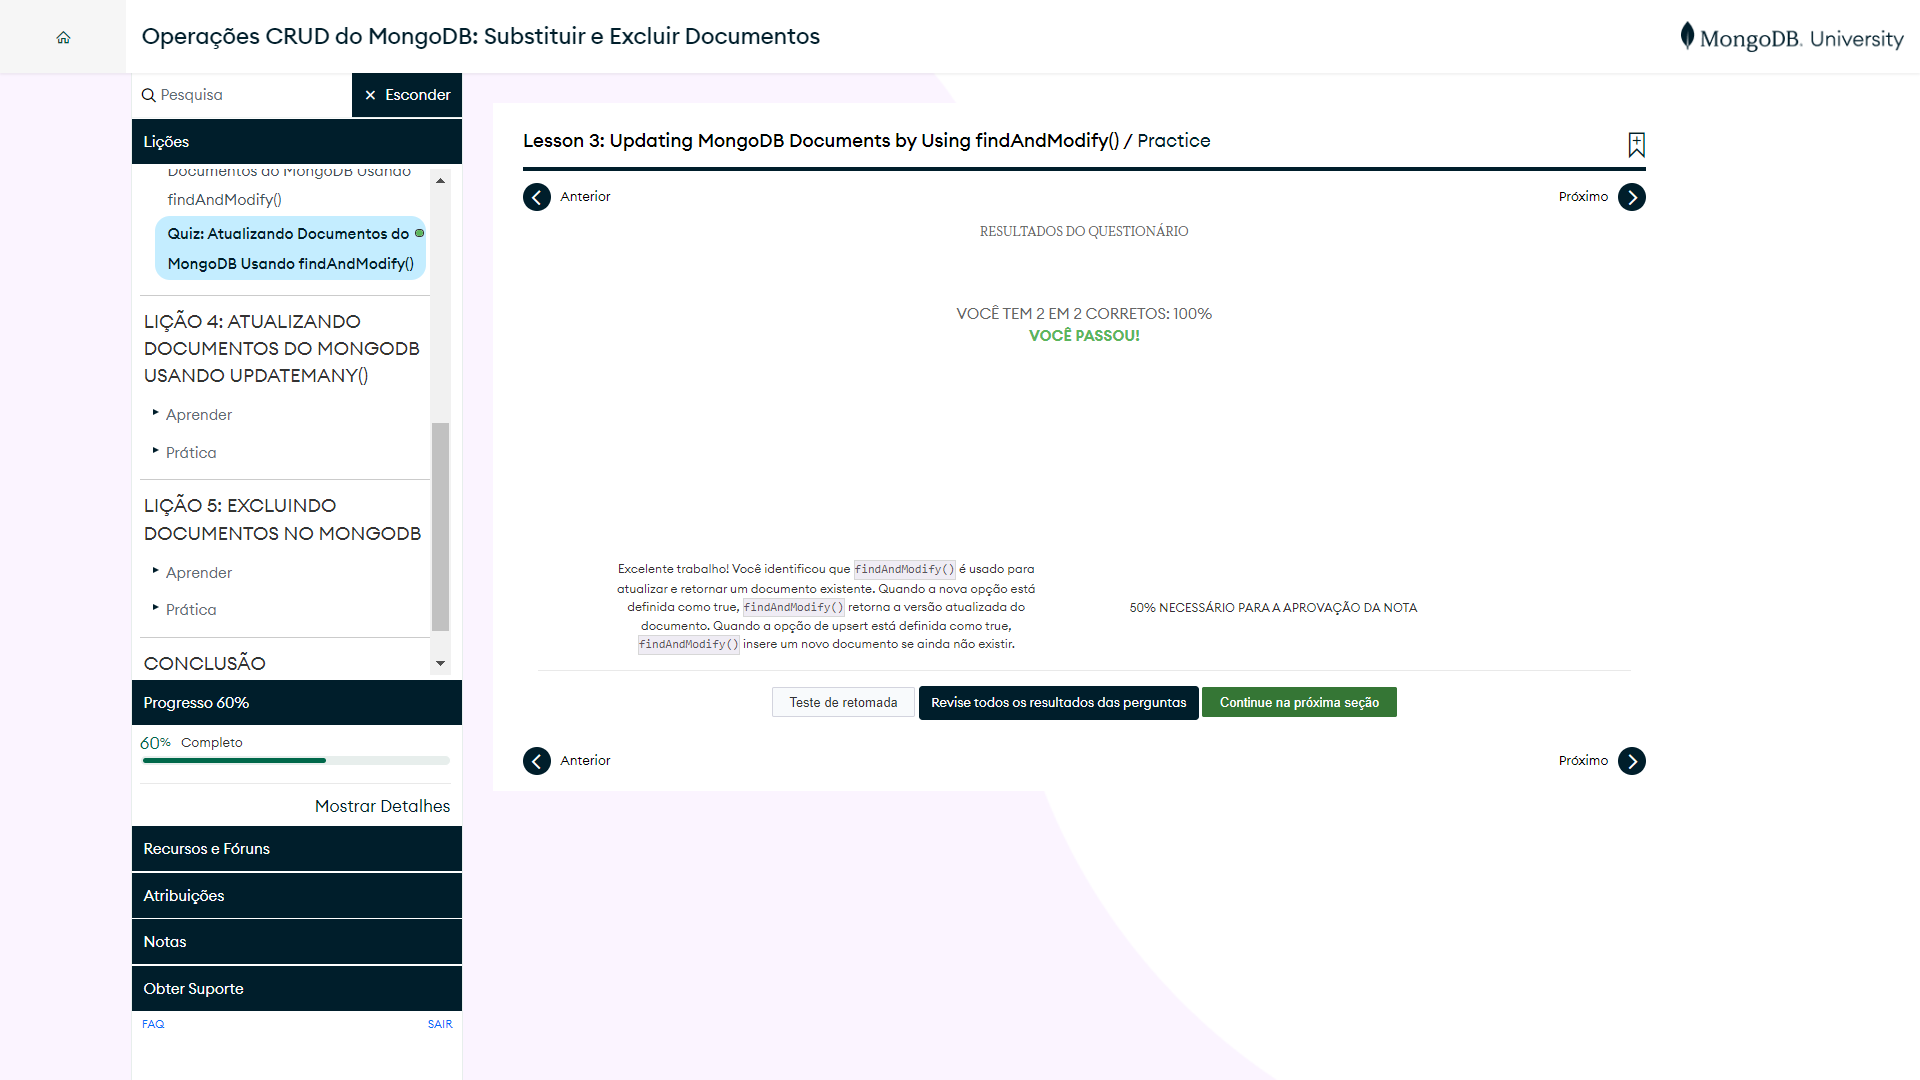 Operações CRUD do MongoDB: Substituir e Excluir Documentos
MongoDB. University
Pesquisa
× Esconder
Lições
Documentos do MongoDB Usando
findAndModify()
Quiz: Atualizando Documentos do
MongoDB Usando findAndModify()
LIÇÃO 4: ATUALIZANDO
DOCUMENTOS DO MONGODB
USANDO UPDATEMANY()
Aprender
Prática
LIÇÃO 5: EXCLUINDO
DOCUMENTOS NO MONGODB
Aprender
Prática
CONCLUSÃO
Progresso 60%
60% Completo
Mostrar Detalhes
Recursos e Fóruns
Atribuições
Notas
Obter Suporte
FAQ
SAIR
Lesson 3: Updating MongoDB Documents by Using findAndModify() / Practice
Anterior
Próximo
RESULTADOS DO QUESTIONÁRIO
VOCÊ TEM 2 EM 2 CORRETOS: 100%
VOCÊ PASSOU!
Excelente trabalho! Você identificou que findAndModify() é usado para
atualizar e retornar um documento existente. Quando a nova opção está
definida como true, findAndModify() retorna a versão atualizada do
documento. Quando a opção de upsert está definida como true,
findAndModify() insere um novo documento se ainda não existir.
50% NECESSÁRIO PARA A APROVAÇÃO DA NOTA
Teste de retomada
Revise todos os resultados das perguntas
Continue na próxima seção
Anterior
Próximo